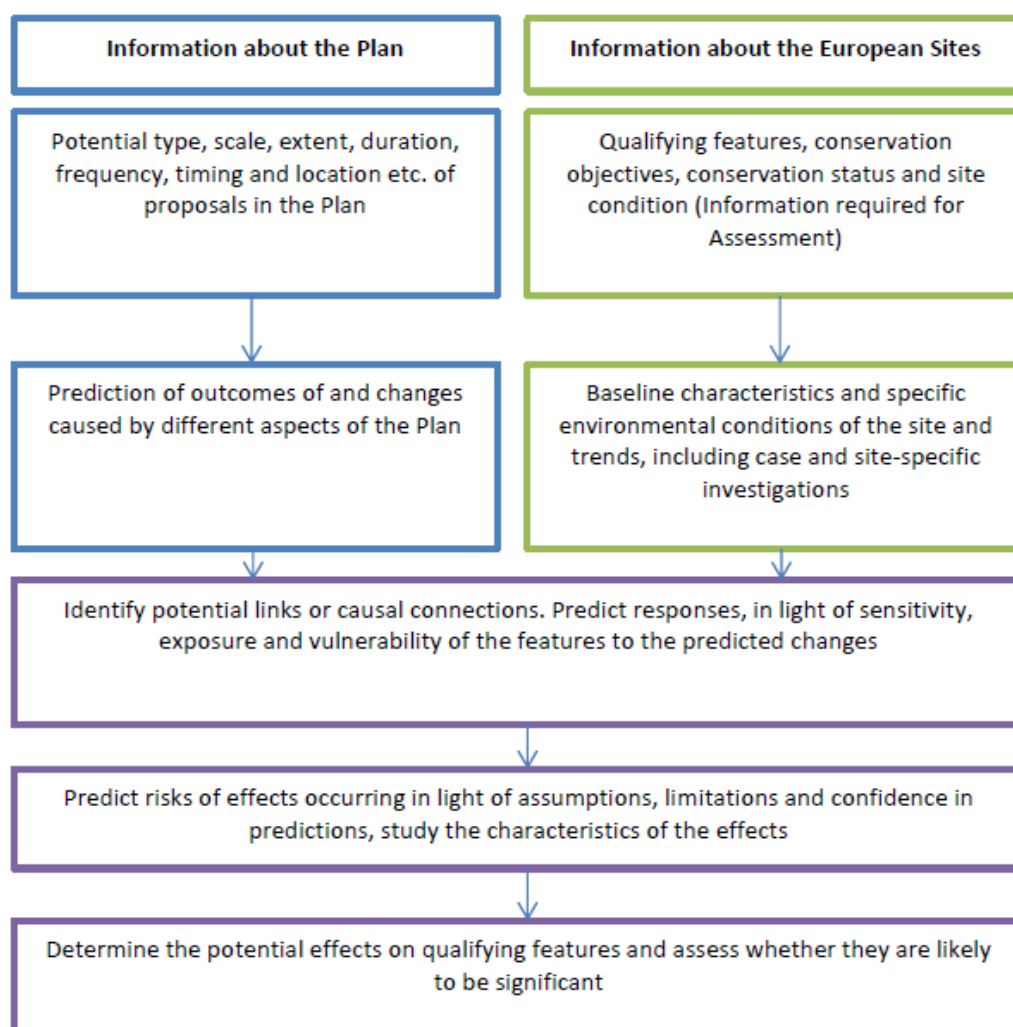 Information about the Plan
Information about the European Sites
Potential type, scale, extent, duration,
frequency, timing and location etc. of
proposals in the Plan
Qualifying features, conservation
objectives, conservation status and site
condition (Information required for
Assessment)
Prediction of outcomes of and changes
caused by different aspects of the Plan
Baseline characteristics and specific
environmental conditions of the site and
trends, including case and site-specific
investigations
Identify potential links or causal connections. Predict responses, in light of sensitivity,
exposure and vulnerability of the features to the predicted changes
Predict risks of effects occurring in light of assumptions, limitations and confidence in
predictions, study the characteristics of the effects
Determine the potential effects on qualifying features and assess whether they are likely
to be significant